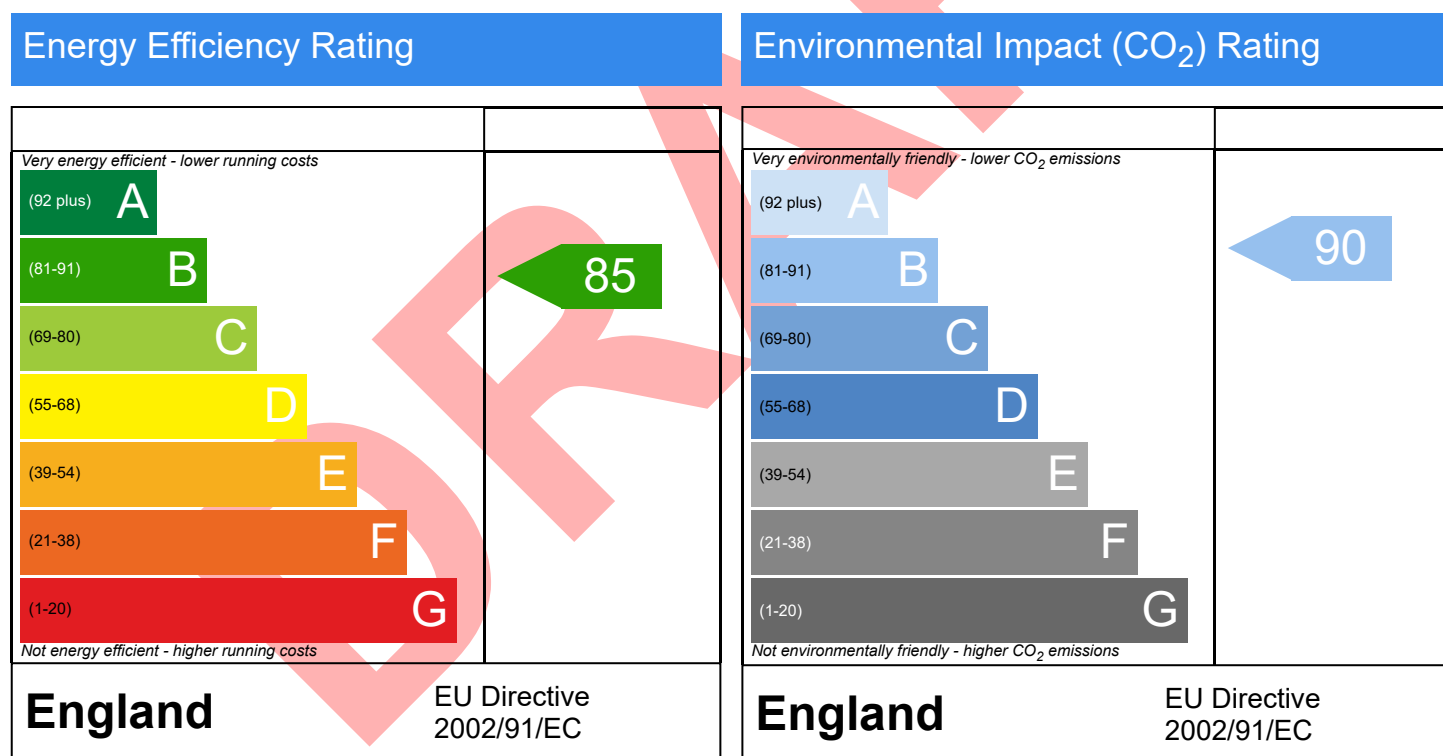 Energy Efficiency Rating
Very energy efficient - lower running costs
(92 plus) A
(81-91) B
85
(69-80) C
(55-68) D
(39-54) E
(21-38) F
(1-20) G
Not energy efficient - higher running costs
England
EU Directive
2002/91/EC
Environmental Impact (CO₂) Rating
Very environmentally friendly - lower CO₂ emissions
(92 plus) A
90
(81-91) B
(69-80) C
(55-68) D
(39-54) E
(21-38) F
(1-20) G
Not environmentally friendly - higher CO₂ emissions
England
EU Directive
2002/91/EC